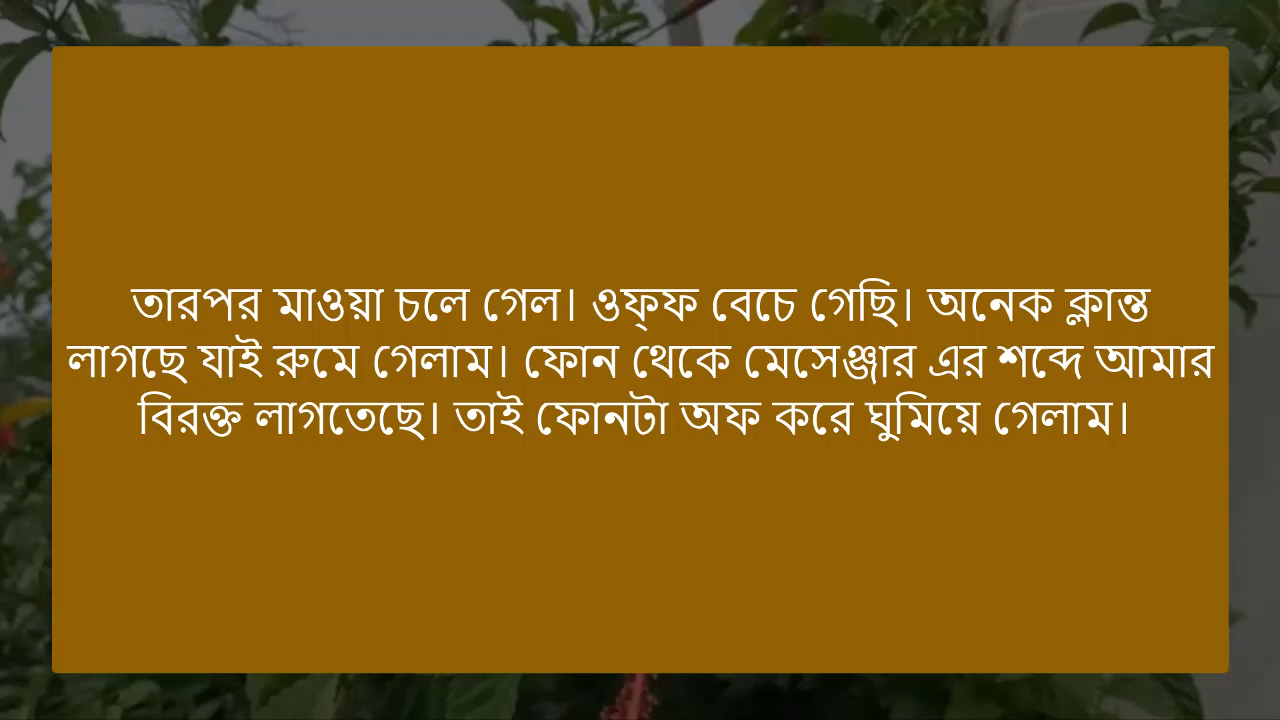 তারপর মাওয়া চলে গেল। ওফ্ফ বেচে গেছি। অনেক ক্লান্ত
লাগছে যাই রুমে গেলাম। ফোন থেকে মেসেঞ্জার এর শব্দে আমার
বিরক্ত লাগতেছে। তাই ফোনটা অফ করে ঘুমিয়ে গেলাম।